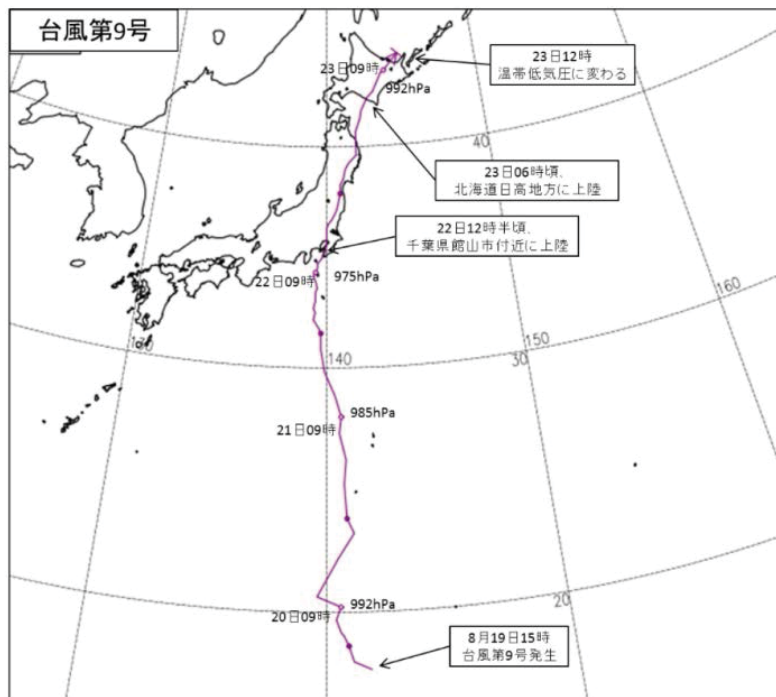 台風第9号
23日12時
温帯低気圧に変わる
23日09時
992hPa
40
23日06時頃、
北海道日高地方に上陸
22日12時半頃、
千葉県館山市付近に上陸
22日09時
975hPa
160
130
140
150
30
985hPa
21日09時
992hPa
20日09時
20
8月19日15時
台風第9号発生